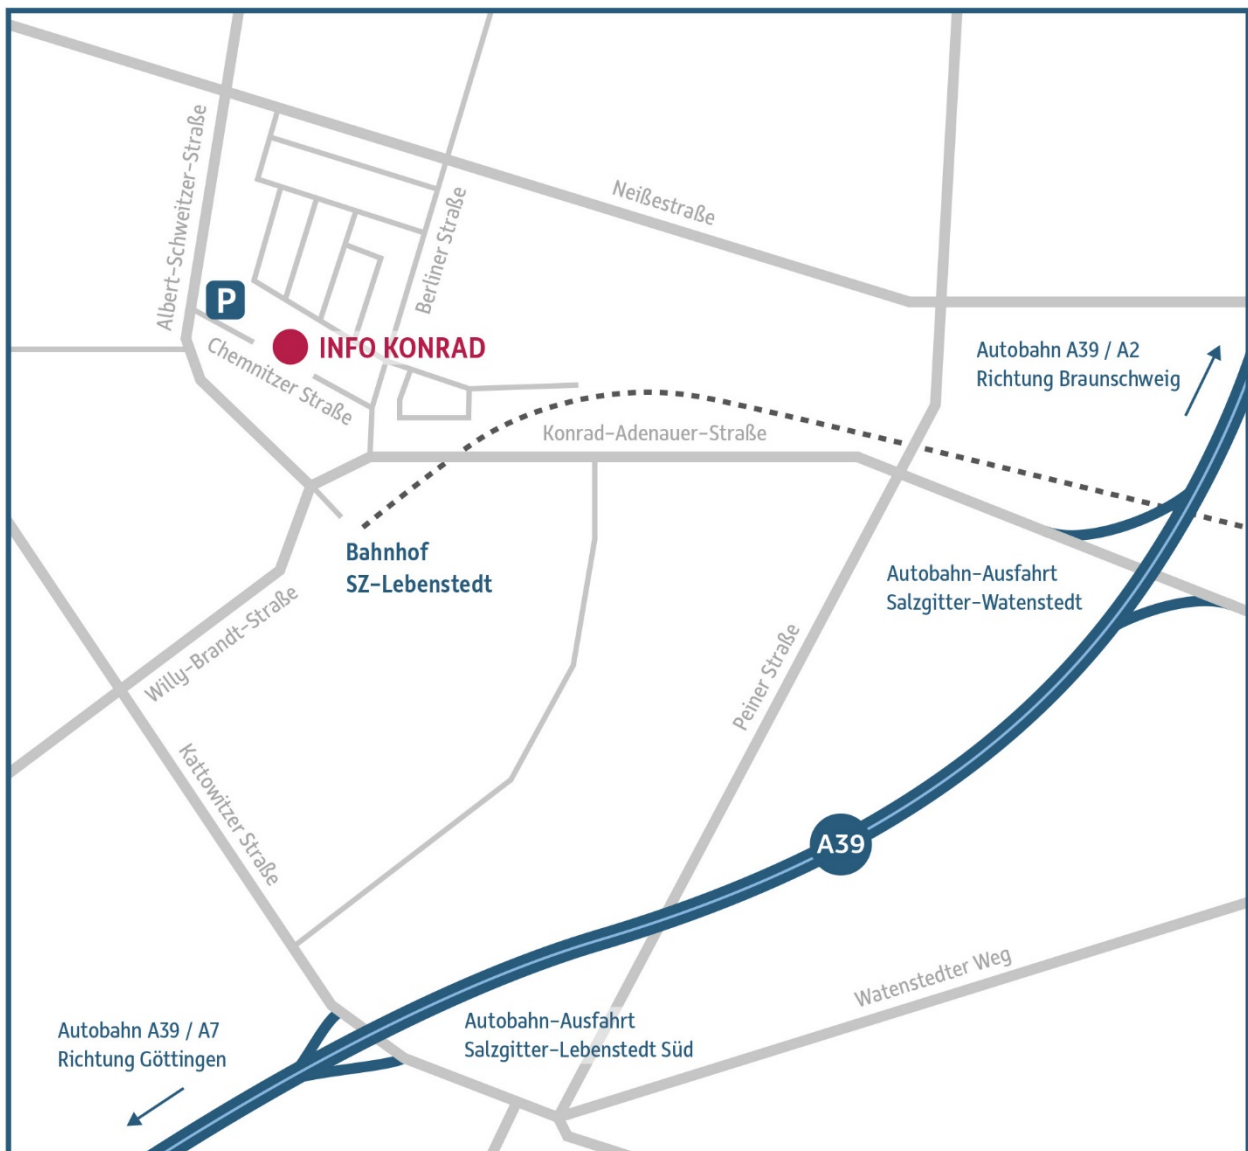 Albert-Schweitzer-Straße
Neißestraße
Berliner Straße
P
INFO KONRAD
Chemnitzer Straße
Autobahn A39 / A2
Richtung Braunschweig
Konrad-Adenauer-Straße
Bahnhof
SZ-Lebenstedt
Autobahn-Ausfahrt
Salzgitter-Watenstedt
Willy-Brandt-Straße
Peiner Straße
Kattowitzer Straße
A39
Watenstedter Weg
Autobahn A39 / A7
Richtung Göttingen
Autobahn-Ausfahrt
Salzgitter-Lebenstedt Süd